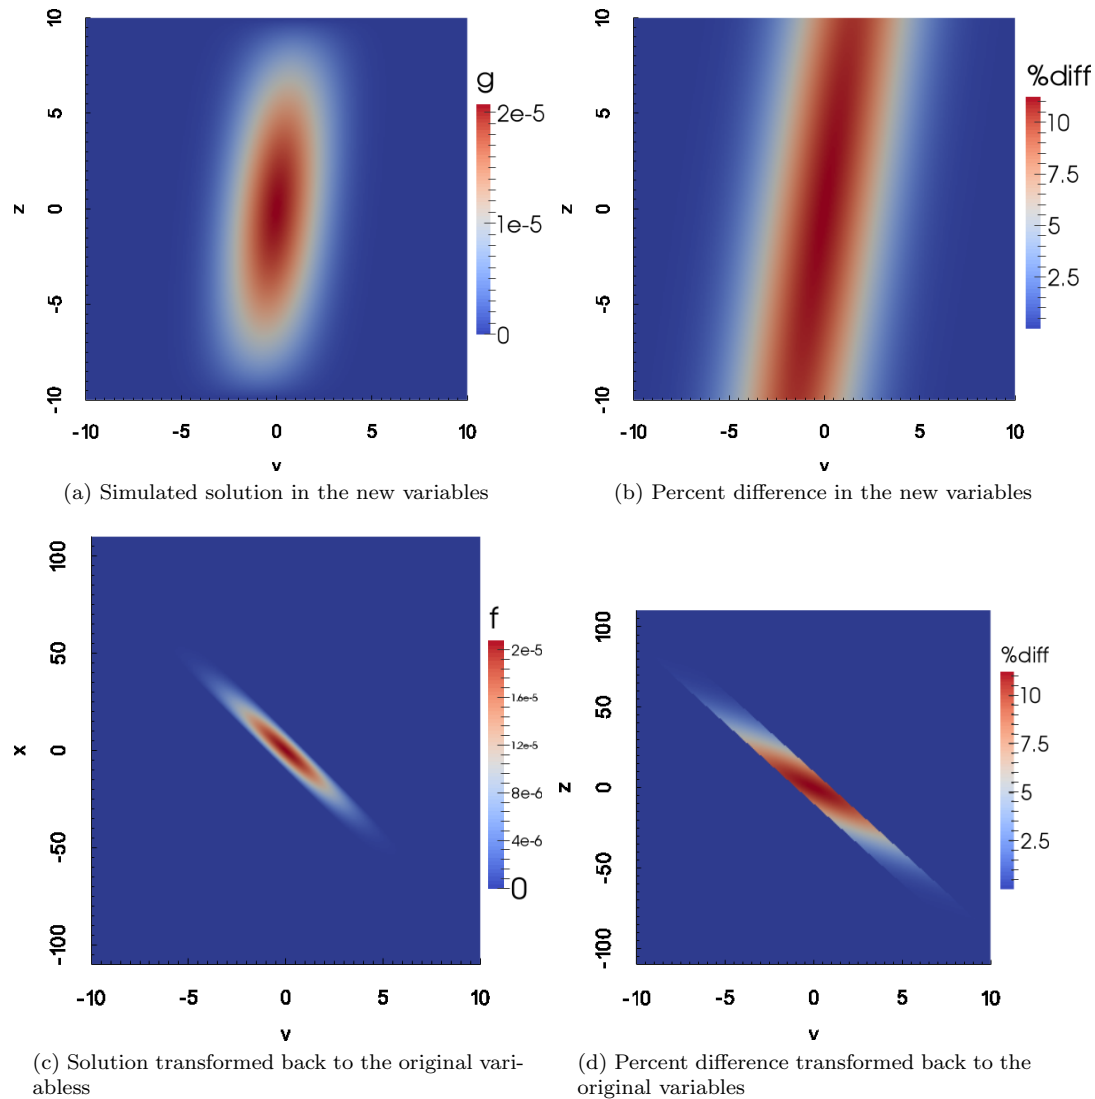 10
5
z
0
-5
-10
-10 -5 0 5 10
v
g
2e-5
1e-5
0
(a) Simulated solution in the new variables
10
5
z
0
-5
-10
-10 -5 0 5 10
v
%diff
10
7.5
5
2.5
(b) Percent difference in the new variables
100
50
x
0
-50
-100
-10 -5 0 5 10
v
f
2e-5
1.6e-5
1.2e-5
8e-6
4e-6
0
(c) Solution transformed back to the original vari-
abless
100
50
z
0
-50
-100
-10 -5 0 5 10
v
%diff
10
7.5
5
2.5
(d) Percent difference transformed back to the
original variables